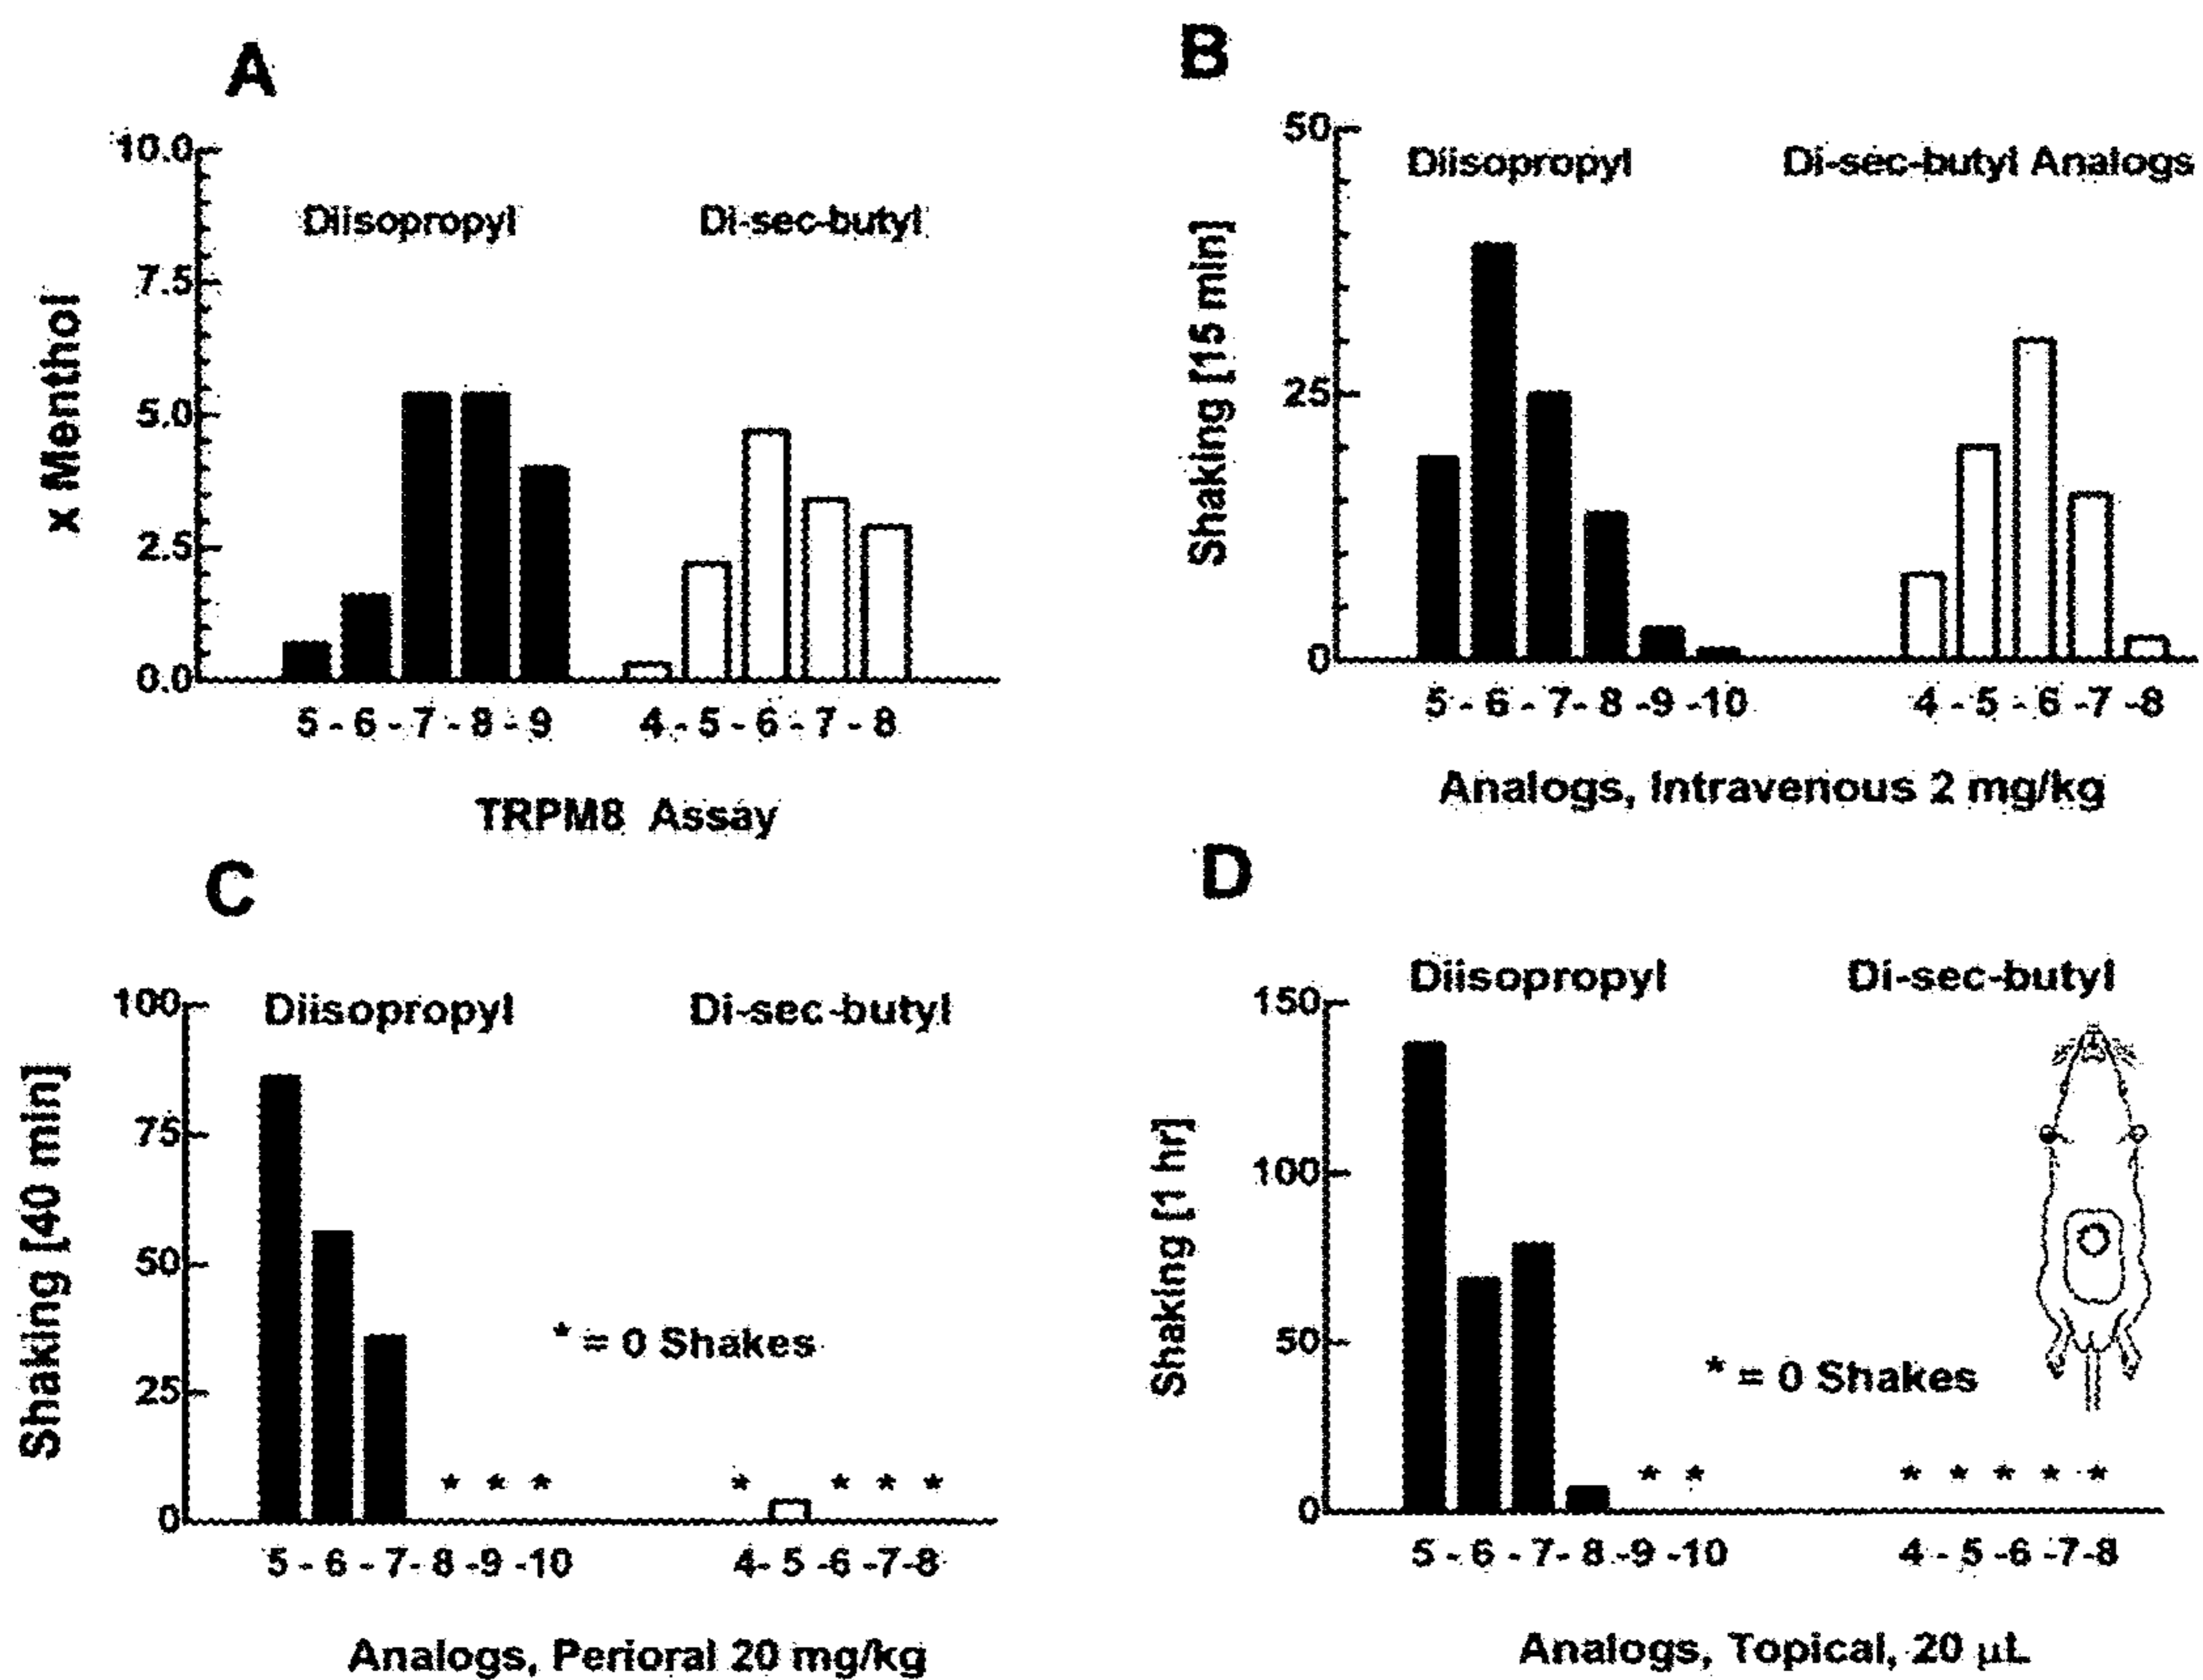 A
10.0
7.5
5.0
2.5
0.0
x Menthol
Diisopropyl
Di-sec-butyl
5 - 6 - 7 - 8 - 9
4 - 5 - 6 - 7 - 8
TRPM8 Assay
B
50
25
0
Shaking [15 min]
Diisopropyl
Di-sec-butyl Analogs
5 - 6 - 7- 8 -9 -10
4 - 5 - 6 -7 -8
Analogs, Intravenous 2 mg/kg
C
100
75
50
25
0
Shaking [40 min]
Diisopropyl
Di-sec-butyl
* = 0 Shakes
* * *
* * * *
5 - 6 - 7- 8 -9 -10
4- 5 -6 -7-8
Analogs, Perioral 20 mg/kg
D
150
100
50
0
Shaking [1 hr]
Diisopropyl
Di-sec-butyl
* = 0 Shakes
* *
* * * * *
5 - 6 - 7- 8 -9 -10
4 - 5 -6 -7-8
Analogs, Topical, 20 µL